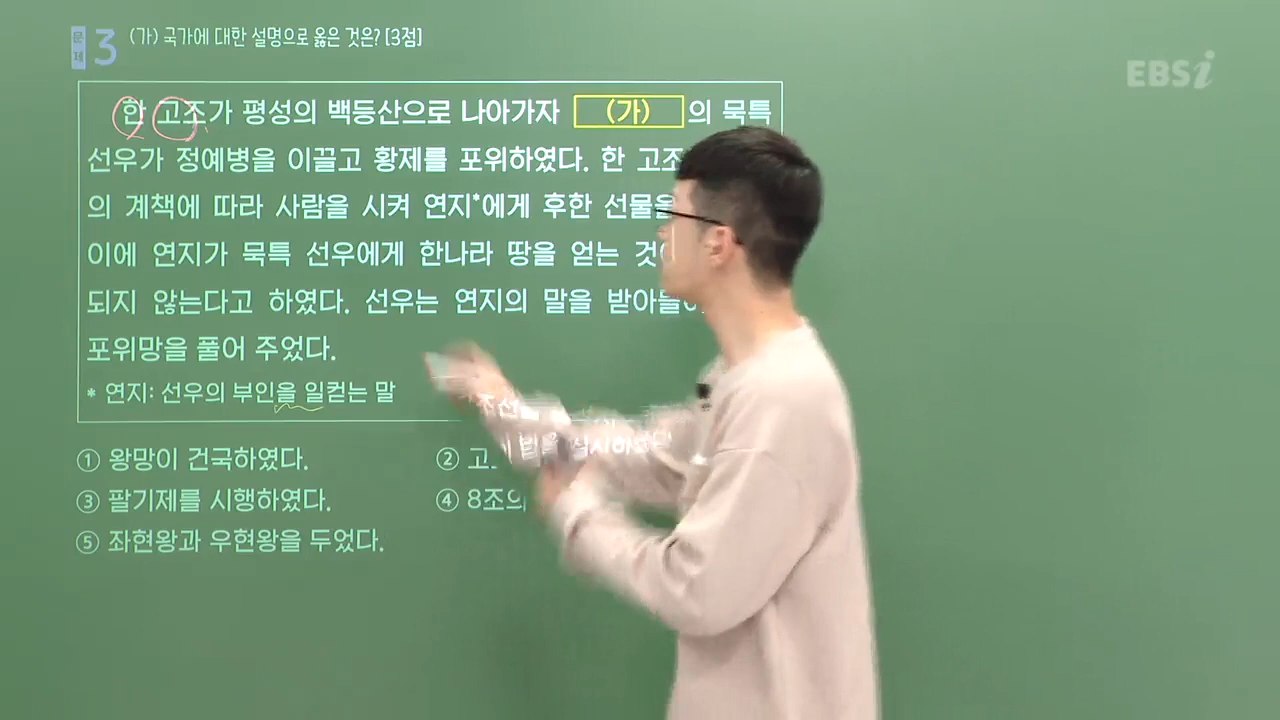 문제 3 (가) 국가에 대한 설명으로 옳은 것은? [3점]
EBSi
한 고조가 평성의 백등산으로 나아가자 (가) 의 묵특
선우가 정예병을 이끌고 황제를 포위하였다. 한 고조
의 계책에 따라 사람을 시켜 연지*에게 후한 선물을
이에 연지가 묵특 선우에게 한나라 땅을 얻는
되지 않는다고 하였다. 선우는 연지의 말을
포위망을 풀어 주었다.
* 연지: 선우의 부인을 일컫는 말
① 왕망이 건국하였다.
②
③ 팔기제를 시행하였다.
④ 8조의
⑤ 좌현왕과 우현왕을 두었다.